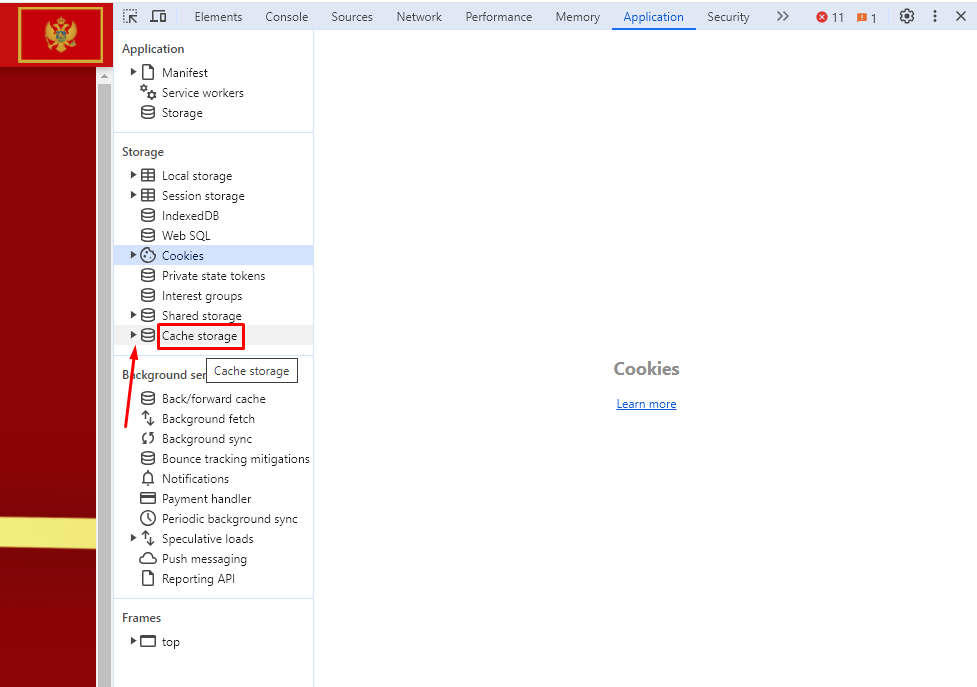 Elements Console Sources Network Performance Memory Application Security 11 1
Application
Manifest
Service workers
Storage
Storage
Local storage
Session storage
IndexedDB
Web SQL
Cookies
Private state tokens
Interest groups
Shared storage
Cache storage
Cache storage
Background ser
Back/forward cache
Background fetch
Background sync
Bounce tracking mitigations
Notifications
Payment handler
Periodic background sync
Speculative loads
Push messaging
Reporting API
Frames
top
Cookies
Learn more